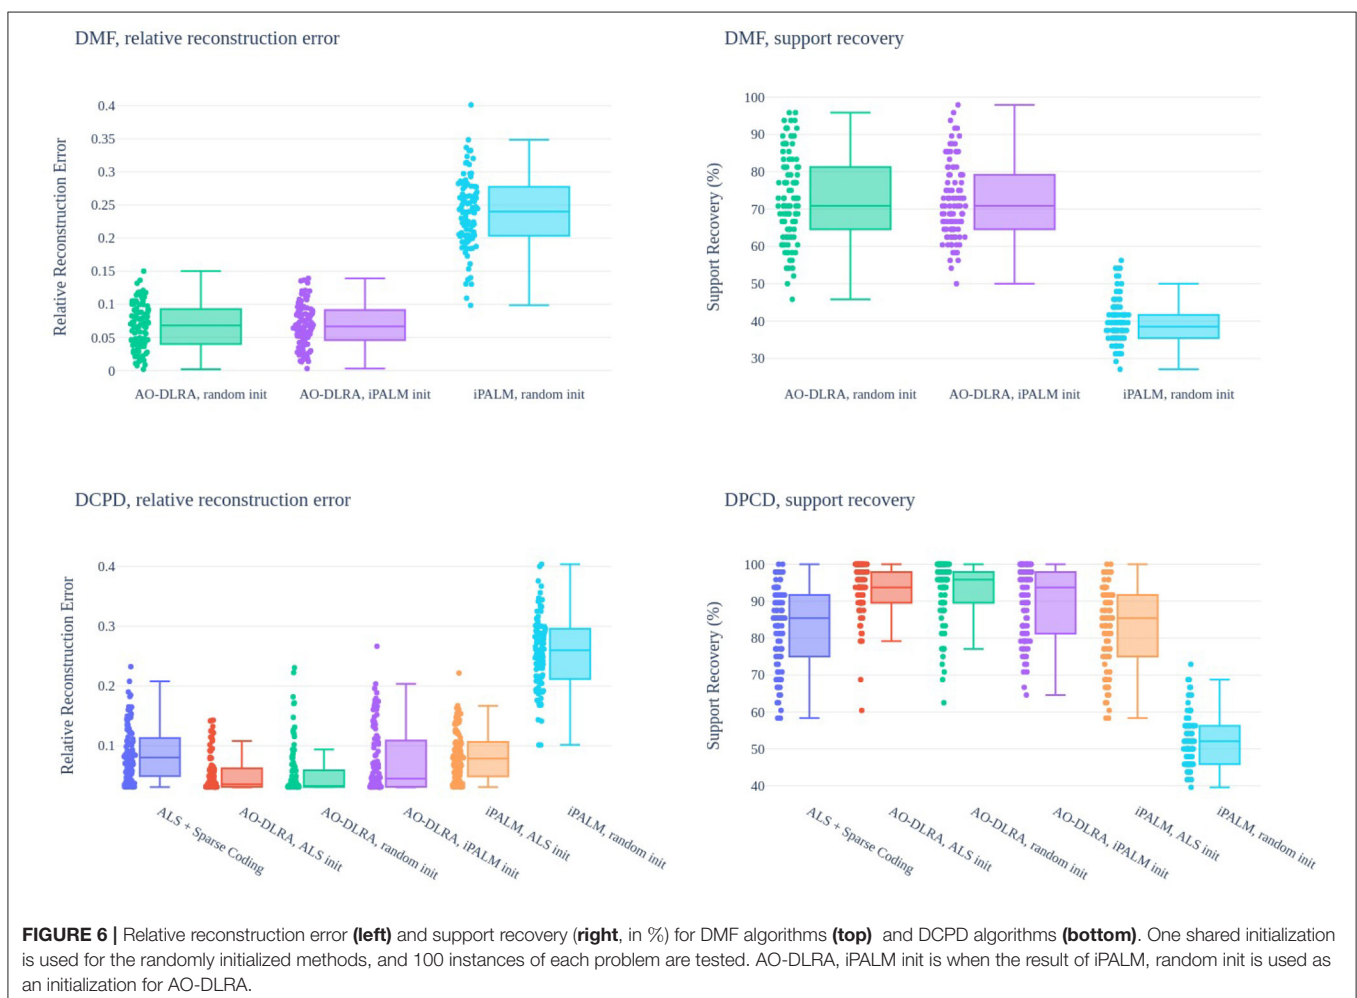 DMF, relative reconstruction error
Relative Reconstruction Error
0.4
0.35
0.3
0.25
0.2
0.15
0.1
0.05
0
AO-DLRA, random init
AO-DLRA, iPALM init
iPALM, random init
DMF, support recovery
Support Recovery (%)
100
90
80
70
60
50
40
30
AO-DLRA, random init
AO-DLRA, iPALM init
iPALM, random init
DCPD, relative reconstruction error
Relative Reconstruction Error
0.4
0.3
0.2
0.1
ALS + Sparse Coding
AO-DLRA, ALS init
AO-DLRA, random init
AO-DLRA, iPALM init
iPALM, ALS init
iPALM, random init
DPCD, support recovery
Support Recovery (%)
100
90
80
70
60
50
40
ALS + Sparse Coding
AO-DLRA, ALS init
AO-DLRA, random init
AO-DLRA, iPALM init
iPALM, ALS init
iPALM, random init
FIGURE 6 | Relative reconstruction error (left) and support recovery (right, in %) for DMF algorithms (top) and DCPD algorithms (bottom). One shared initialization
is used for the randomly initialized methods, and 100 instances of each problem are tested. AO-DLRA, iPALM init is when the result of iPALM, random init is used as
an initialization for AO-DLRA.